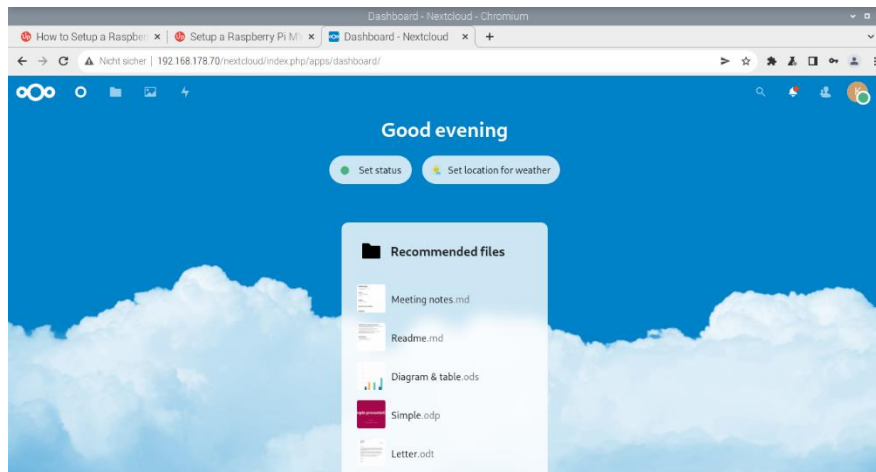 Dashboard - Nextcloud - Chromium
How to Setup a Raspber
Setup a Raspberry Pi M
Dashboard - Nextcloud
Nicht sicher | 192.168.178.70/nextcloud/index.php/apps/dashboard/
Good evening
Set status
Set location for weather
Recommended files
Meeting notes.md
Readme.md
Diagram & table.ods
Simple.odp
Letter.odt